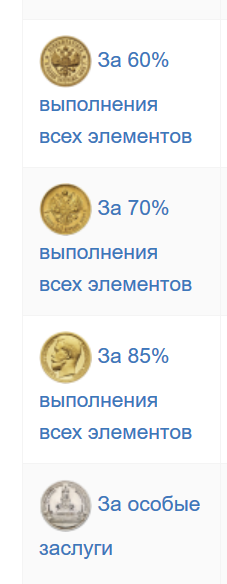 За 60%
выполнения
всех элементов
За 70%
выполнения
всех элементов
За 85%
выполнения
всех элементов
За особые
заслуги